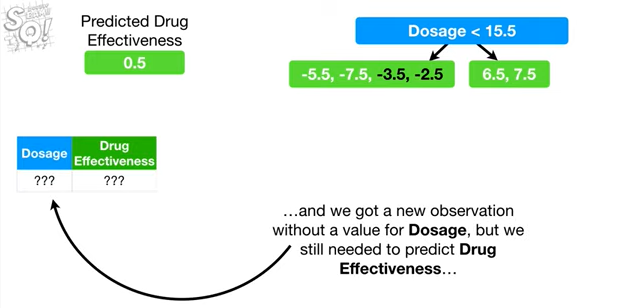 SQ!
Predicted Drug
Effectiveness
0.5
Dosage < 15.5
-5.5, -7.5, -3.5, -2.5
6.5, 7.5
Dosage
Drug
Effectiveness
???
???
…and we got a new observation
without a value for Dosage, but we
still needed to predict Drug
Effectiveness…